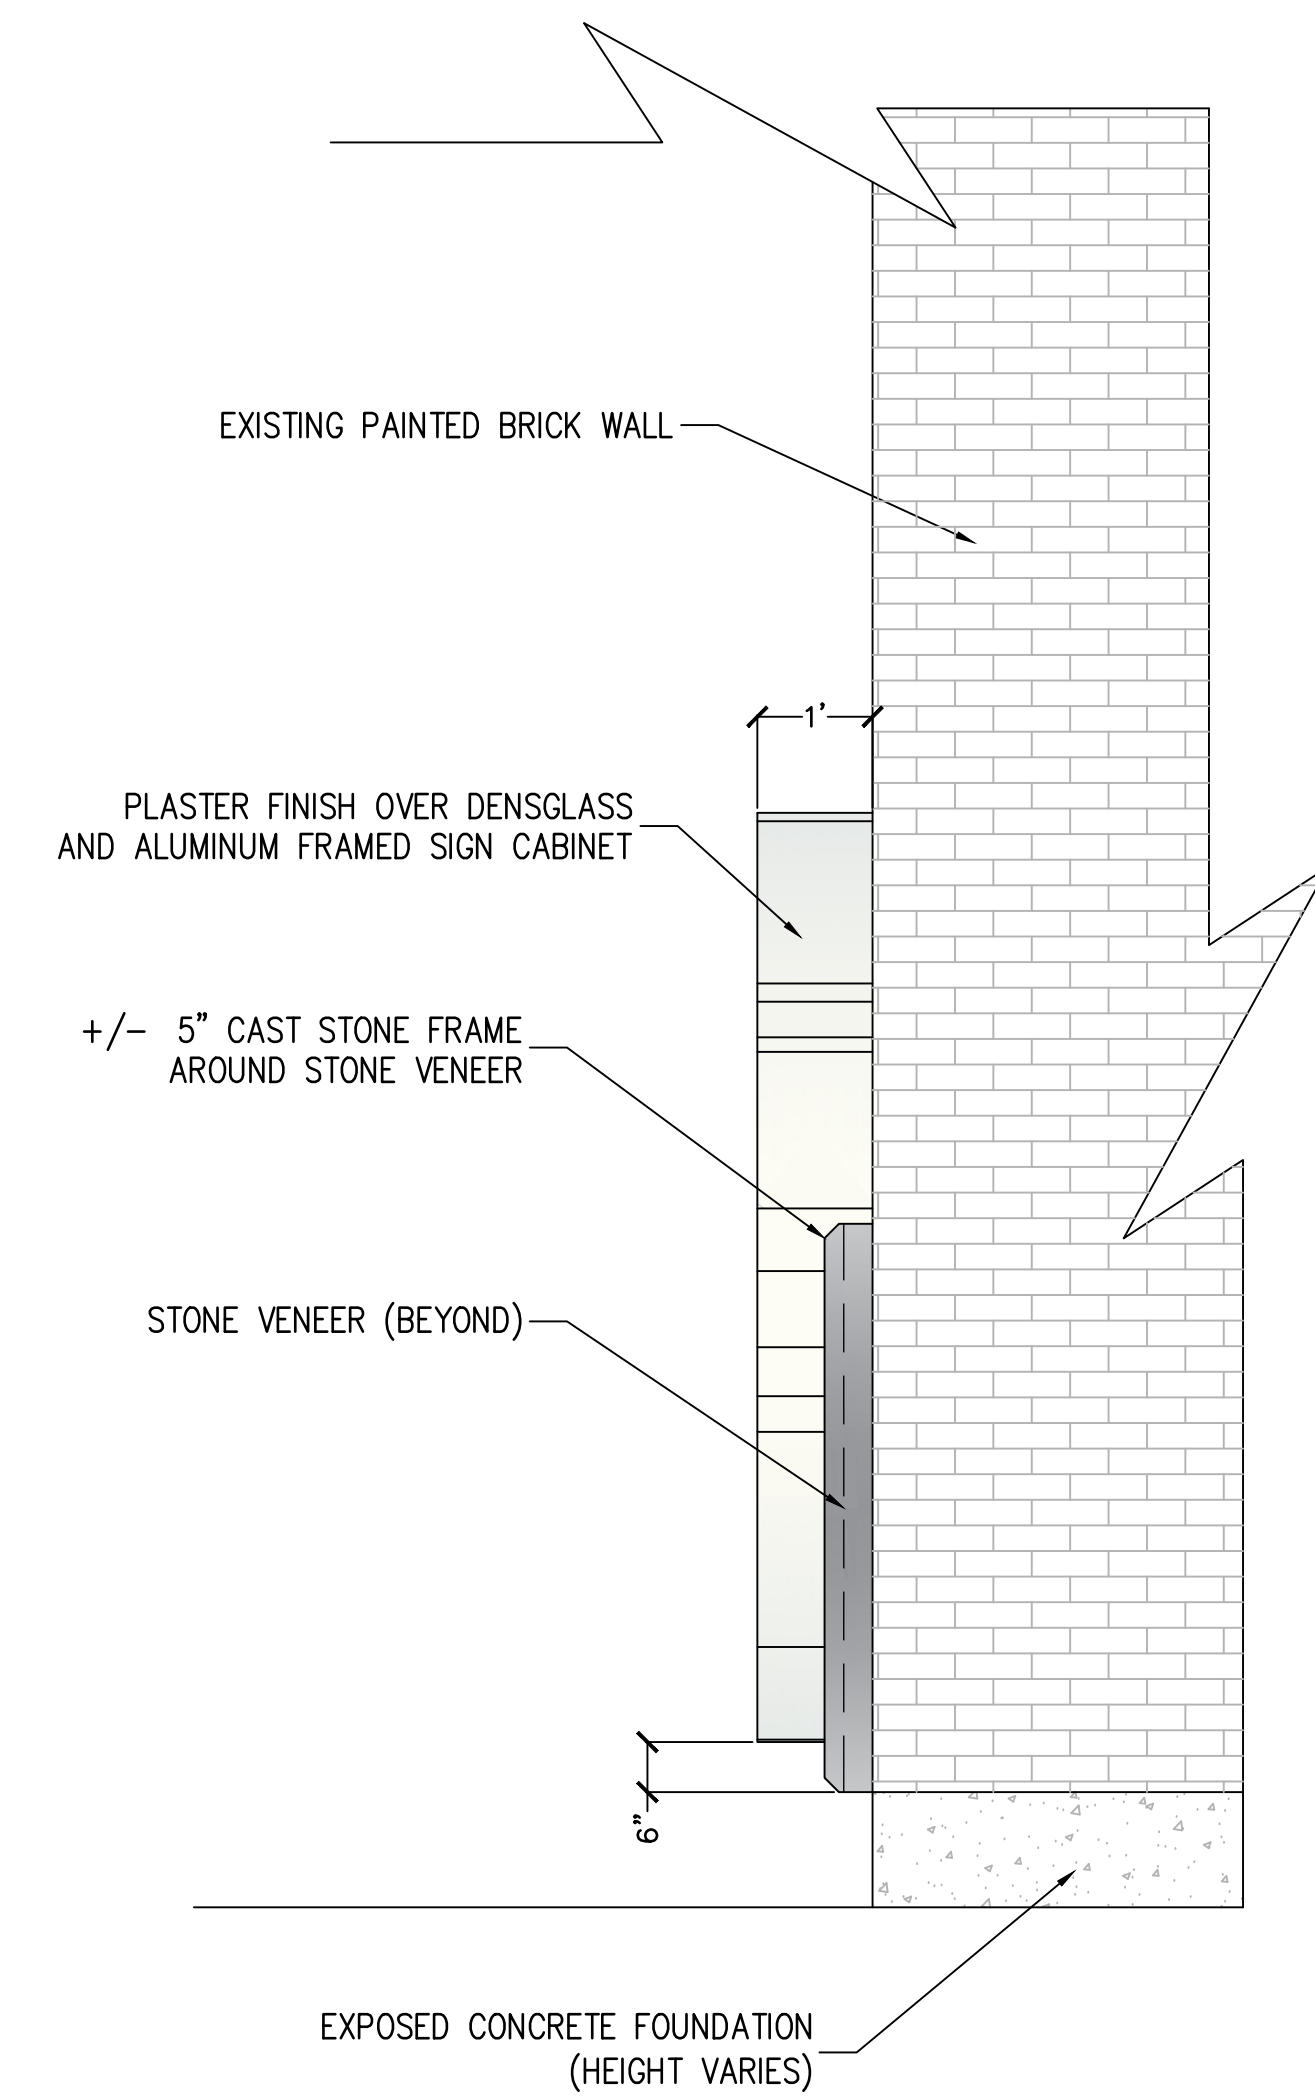 EXISTING PAINTED BRICK WALL
1'
PLASTER FINISH OVER DENSGLASS
AND ALUMINUM FRAMED SIGN CABINET
+/- 5" CAST STONE FRAME
AROUND STONE VENEER
STONE VENEER (BEYOND)
6"
EXPOSED CONCRETE FOUNDATION
(HEIGHT VARIES)